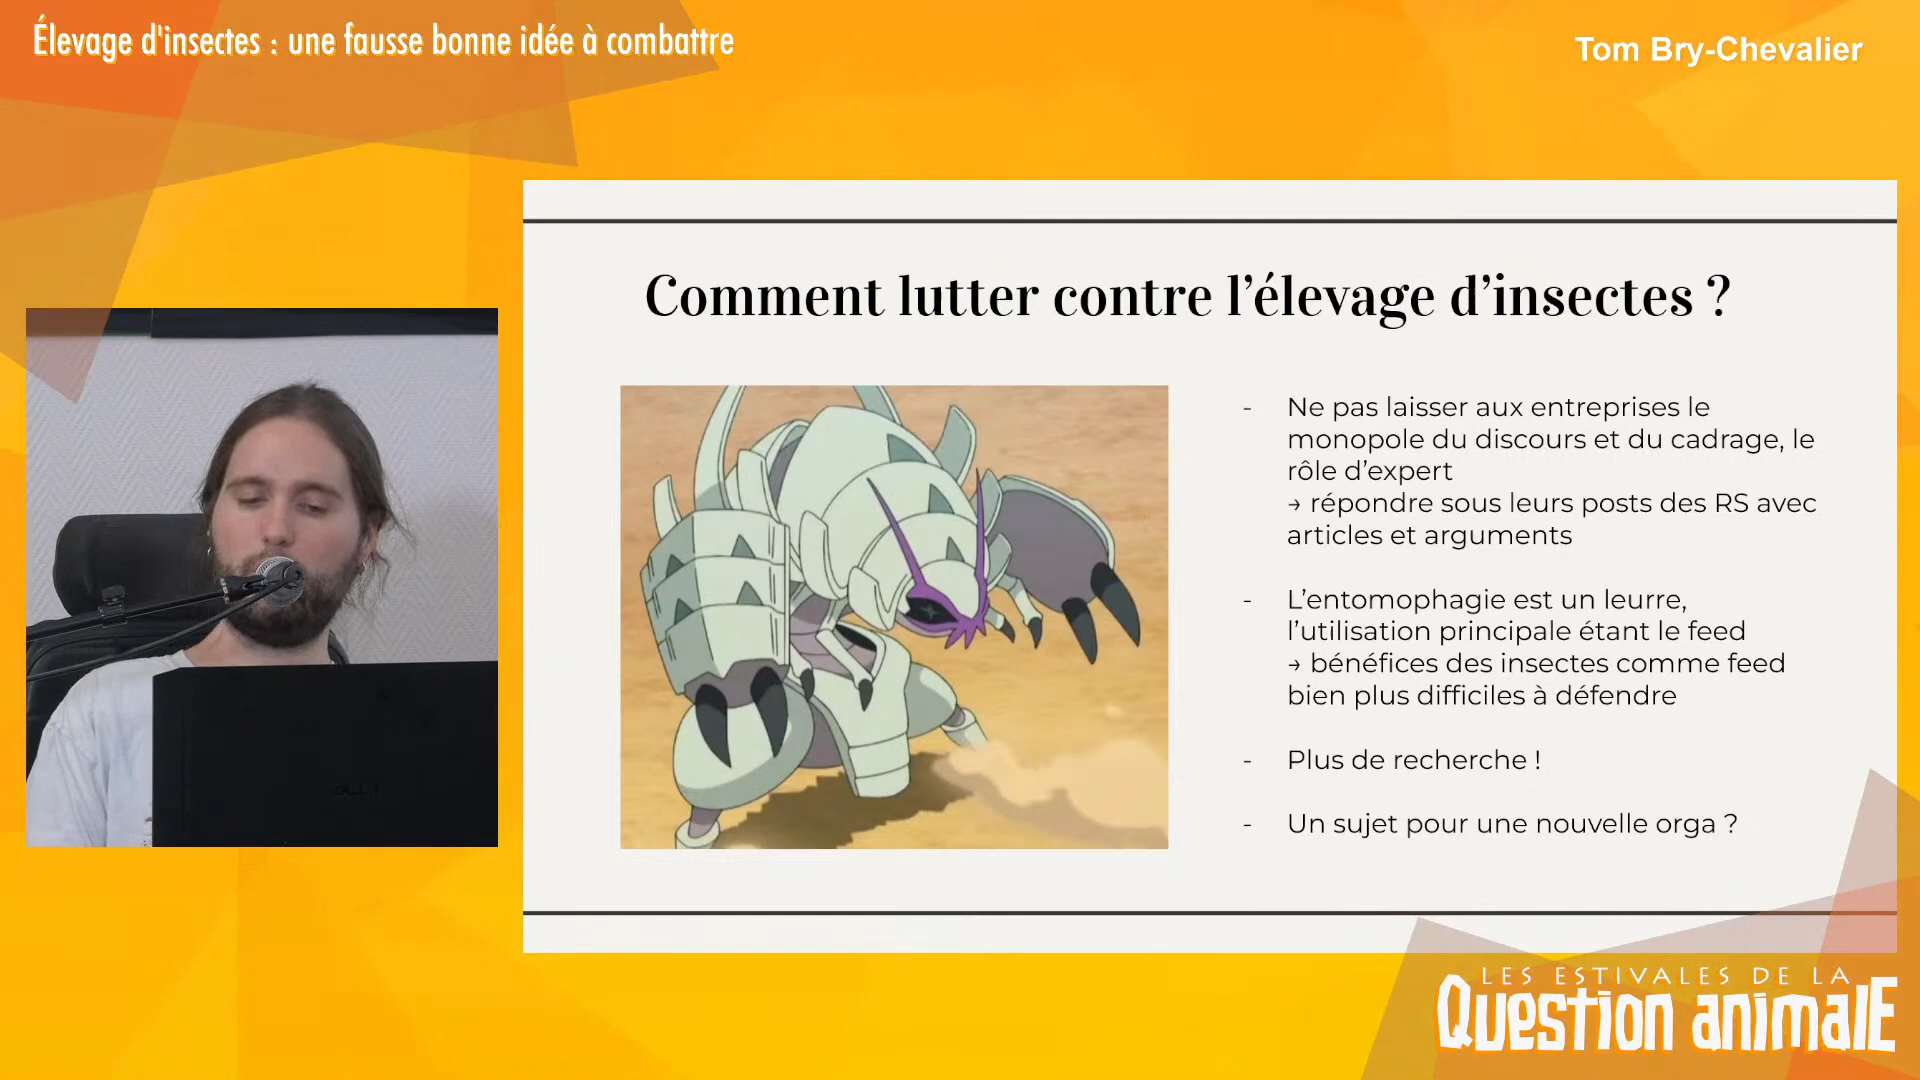 Élevage d'insectes : une fausse bonne idée à combattre
Tom Bry-Chevalier
Comment lutter contre l’élevage d’insectes ?
- Ne pas laisser aux entreprises le
monopole du discours et du cadrage, le
rôle d’expert
→ répondre sous leurs posts des RS avec
articles et arguments
- L’entomophagie est un leurre,
l’utilisation principale étant le feed
→ bénéfices des insectes comme feed
bien plus difficiles à défendre
- Plus de recherche !
- Un sujet pour une nouvelle orga ?
LES ESTIVALES DE LA
QuEstion animalE